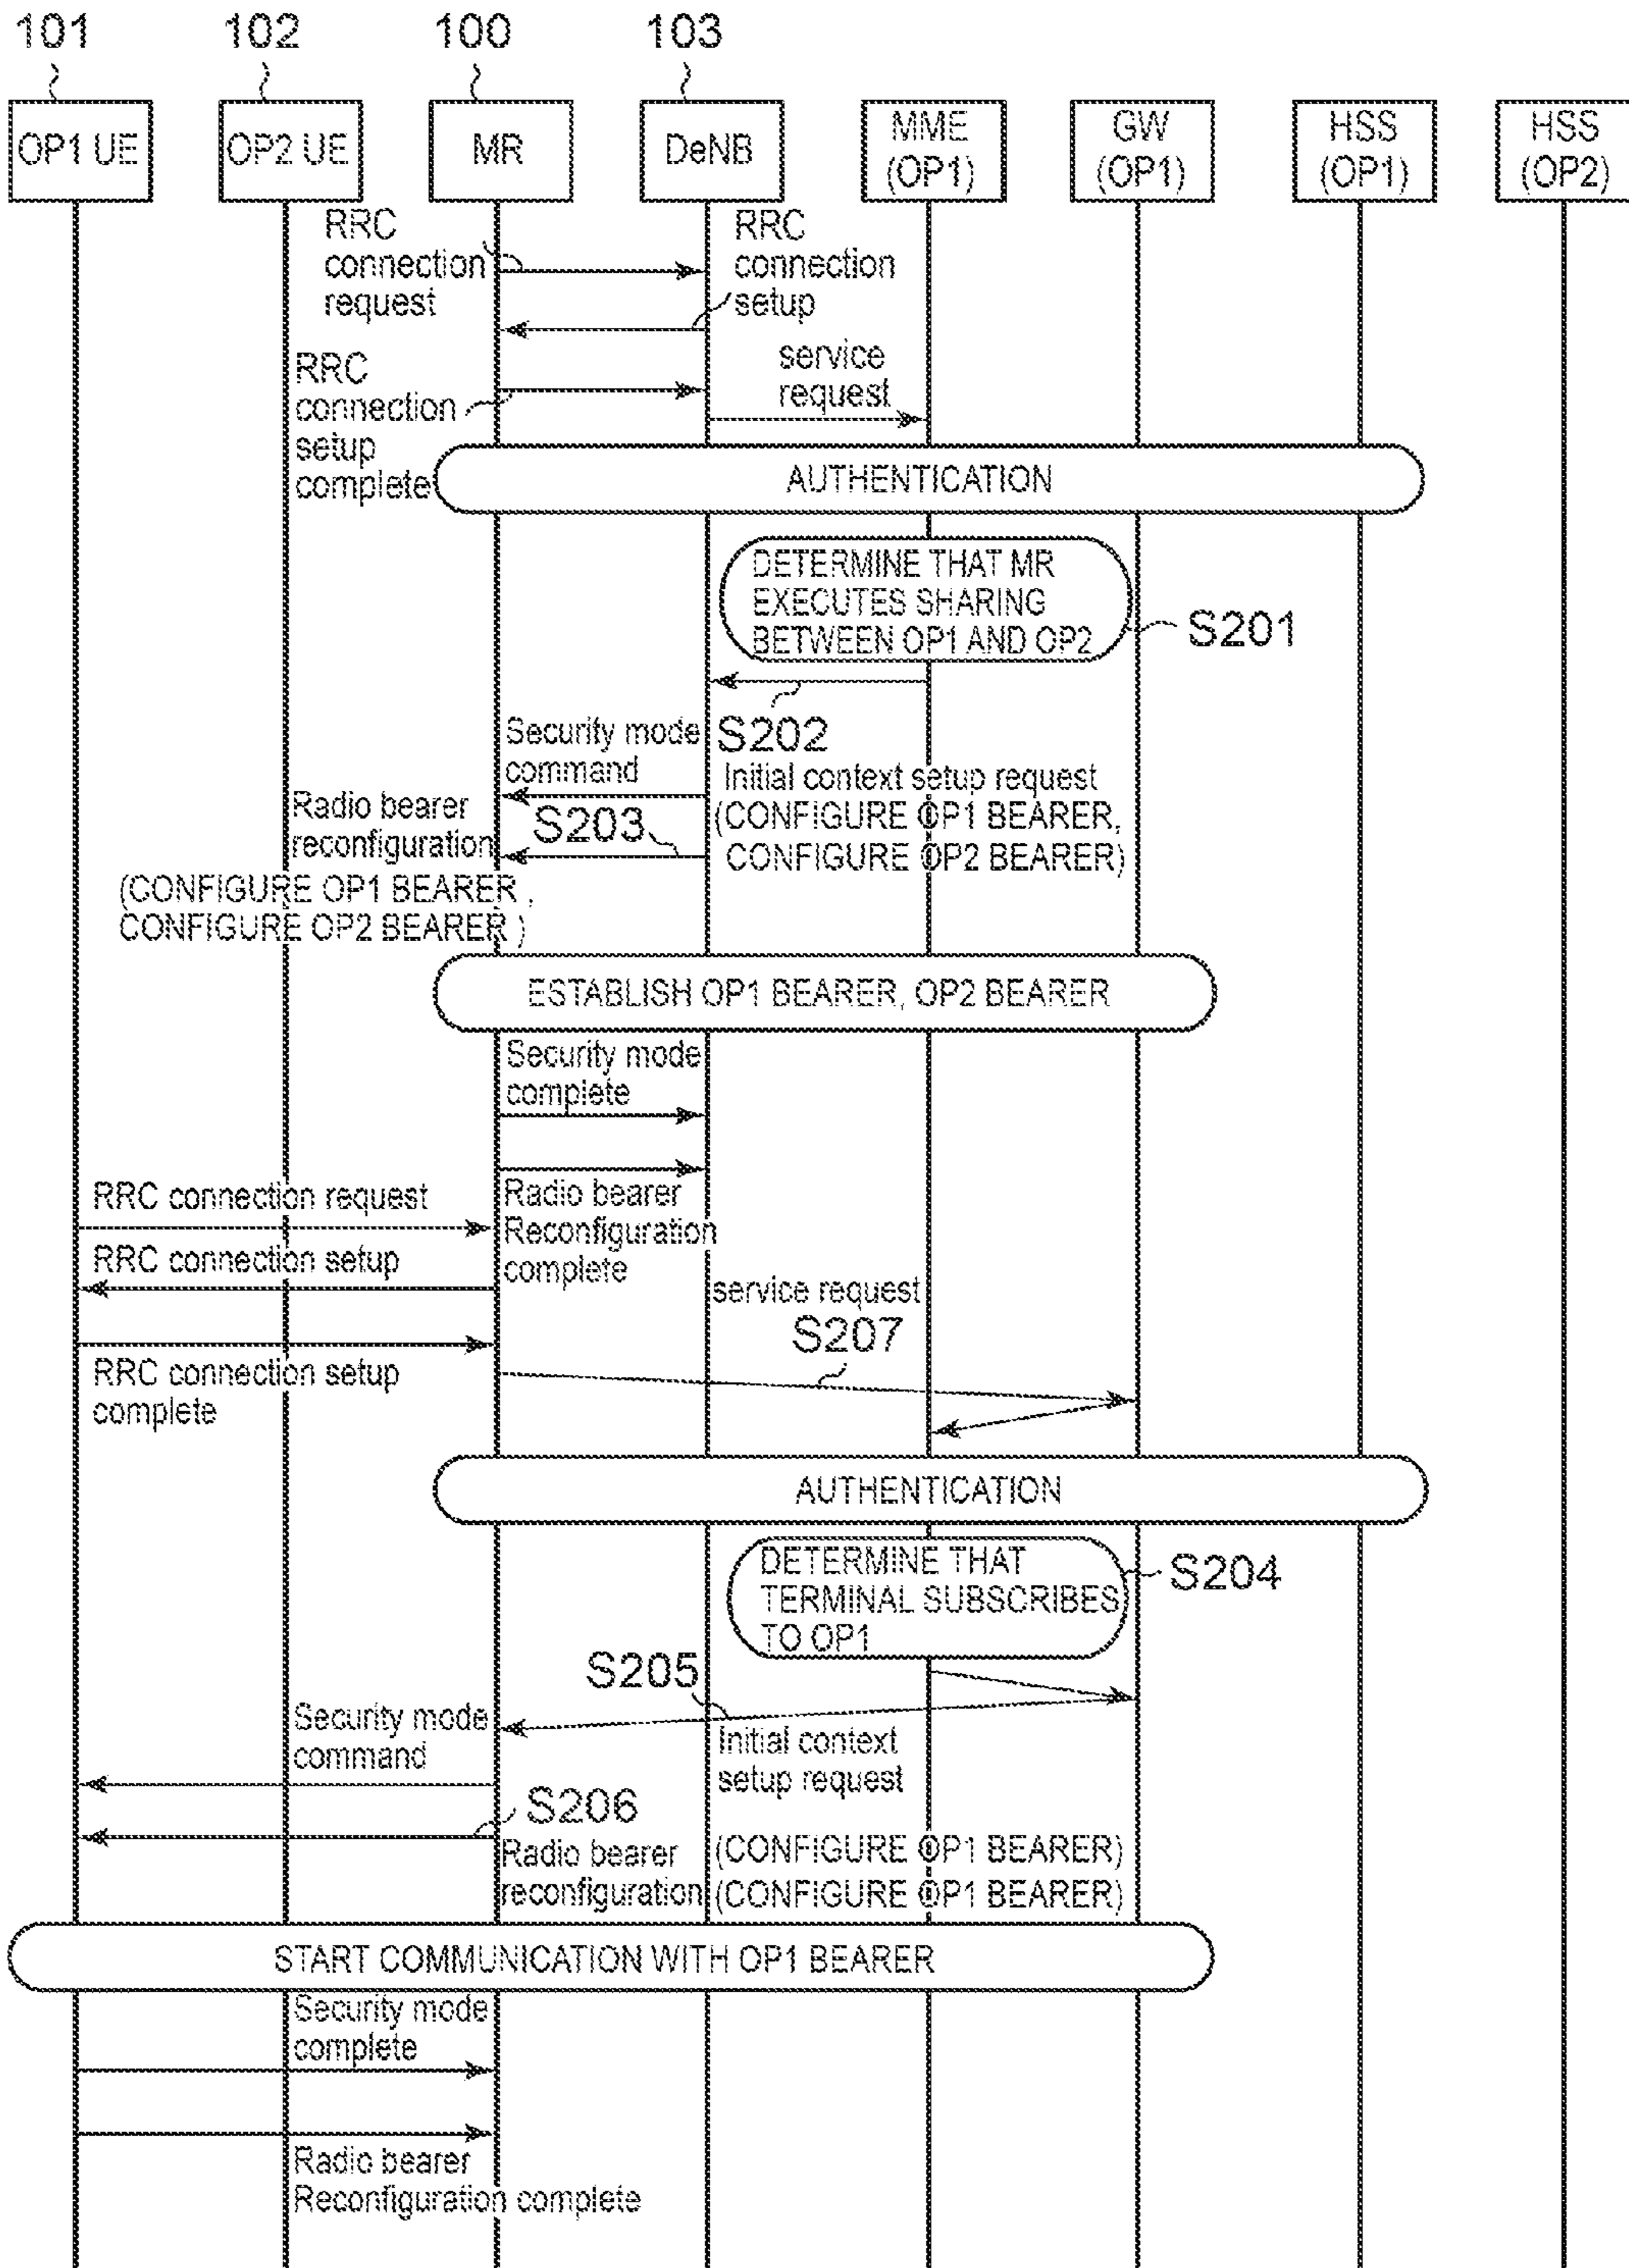 101
102
100
103
OP1 UE
OP2 UE
MR
DeNB
MME
(OP1)
GW
(OP1)
HSS
(OP1)
HSS
(OP2)
RRC
connection
request
RRC
connection
setup
RRC
connection
setup
complete
service
request
AUTHENTICATION
DETERMINE THAT MR
EXECUTES SHARING
BETWEEN OP1 AND OP2
S201
S202
Security mode
command
Initial context setup request
(CONFIGURE OP1 BEARER,
CONFIGURE OP2 BEARER)
Radio bearer
reconfiguration
S203
(CONFIGURE OP1 BEARER ,
CONFIGURE OP2 BEARER )
ESTABLISH OP1 BEARER, OP2 BEARER
Security mode
complete
RRC connection request
Radio bearer
Reconfiguration
complete
RRC connection setup
service request
S207
RRC connection setup
complete
AUTHENTICATION
DETERMINE THAT
TERMINAL SUBSCRIBES
TO OP1
S204
S205
Security mode
command
Initial context
setup request
S206
Radio bearer
reconfiguration
(CONFIGURE OP1 BEARER)
(CONFIGURE OP1 BEARER)
START COMMUNICATION WITH OP1 BEARER
Security mode
complete
Radio bearer
Reconfiguration complete